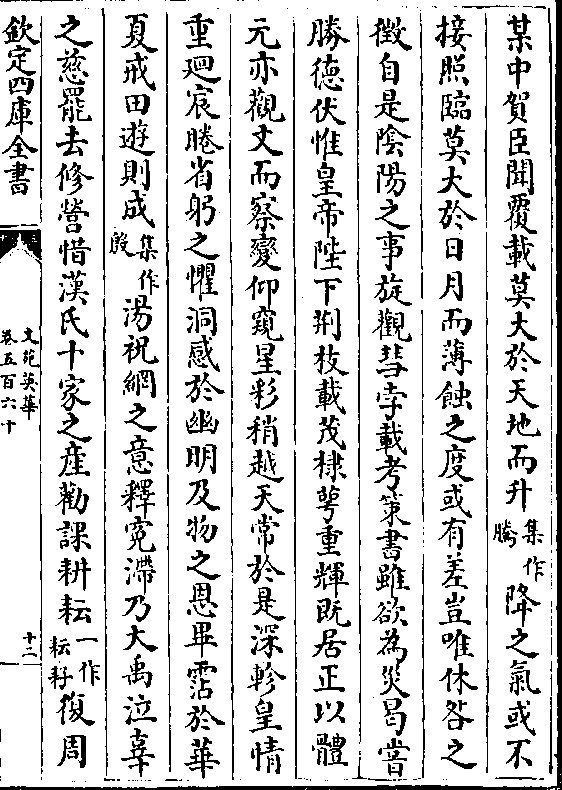 某中賀臣聞覆載莫大於天地而升集作騰降之氣或不
接照臨莫大於日月而薄蝕之度或有差豈唯休咎之
徴自是陰陽之事旋觀彗孛載考策書雖欲為災曷嘗
勝德伏惟皇帝陛下荆枝載茂棣萼重輝既居正以體
元亦觀文而察變仰窺星彩稍越天常於是深軫皇情
重迴宸睠省躬之懼洞感於幽明及物之恩畢霑於華
夏戒田遊則成集作殷湯祝網之意釋寃滯乃大禹泣辜
之慈罷去修營惜漢氏十家之産勸課耕耘一作耘耔復周
欽定四庫全書
文苑英華
卷五百六十
十二